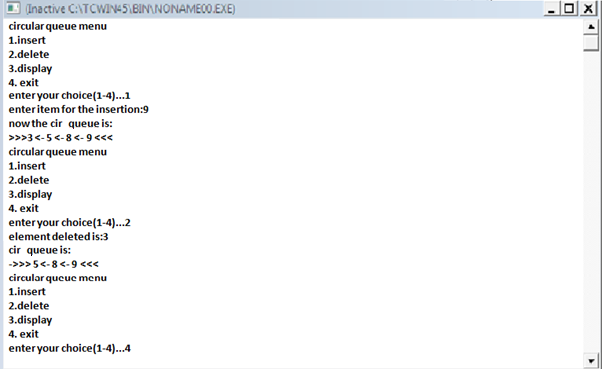 (Inactive C:\TCWIN45\BIN\NONAME00.EXE)
circular queue menu
1.insert
2.delete
3.display
4. exit
enter your choice(1-4)...1
enter item for the insertion:9
now the cir queue is:
>>>3 <- 5 <- 8 <- 9 <<<
circular queue menu
1.insert
2.delete
3.display
4. exit
enter your choice(1-4)...2
element deleted is:3
cir queue is:
->>> 5 <- 8 <- 9 <<<
circular queue menu
1.insert
2.delete
3.display
4. exit
enter your choice(1-4)...4